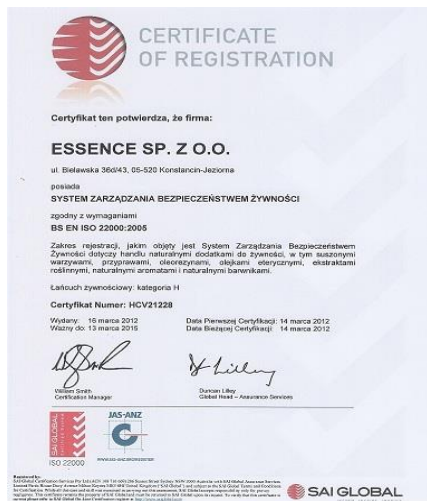 CERTIFICATE
OF REGISTRATION
Certyfikat ten potwierdza, że firma:
ESSENCE SP. Z O.O.
ul. Bielawska 36d/43, 05-520 Konstancin-Jeziorna
posiada
SYSTEM ZARZĄDZANIA BEZPIECZEŃSTWEM ŻYWNOŚCI
zgodny z wymaganiami
BS EN ISO 22000:2005
Zakres rejestracji, jakim objęty jest System Zarządzania Bezpieczeństwem
Żywności dotyczy handlu naturalnymi dodatkami do żywności, w tym suszonymi
warzywami, przyprawami, oleorezynami, olejkami eterycznymi, ekstraktami
roślinnymi, naturalnymi aromatami i naturalnymi barwnikami.
Łańcuch żywnościowy: kategoria H
Certyfikat Numer: HCV21228
Wydany: 16 marca 2012 Data Pierwszej Certyfikacji: 14 marca 2012
Ważny do: 13 marca 2015 Data Bieżącej Certyfikacji: 14 marca 2012
William Smith Duncan Lilley
Certification Manager Global Head – Assurance Services
SAI GLOBAL
ISO 22000
JAS-ANZ
C
SAI GLOBAL